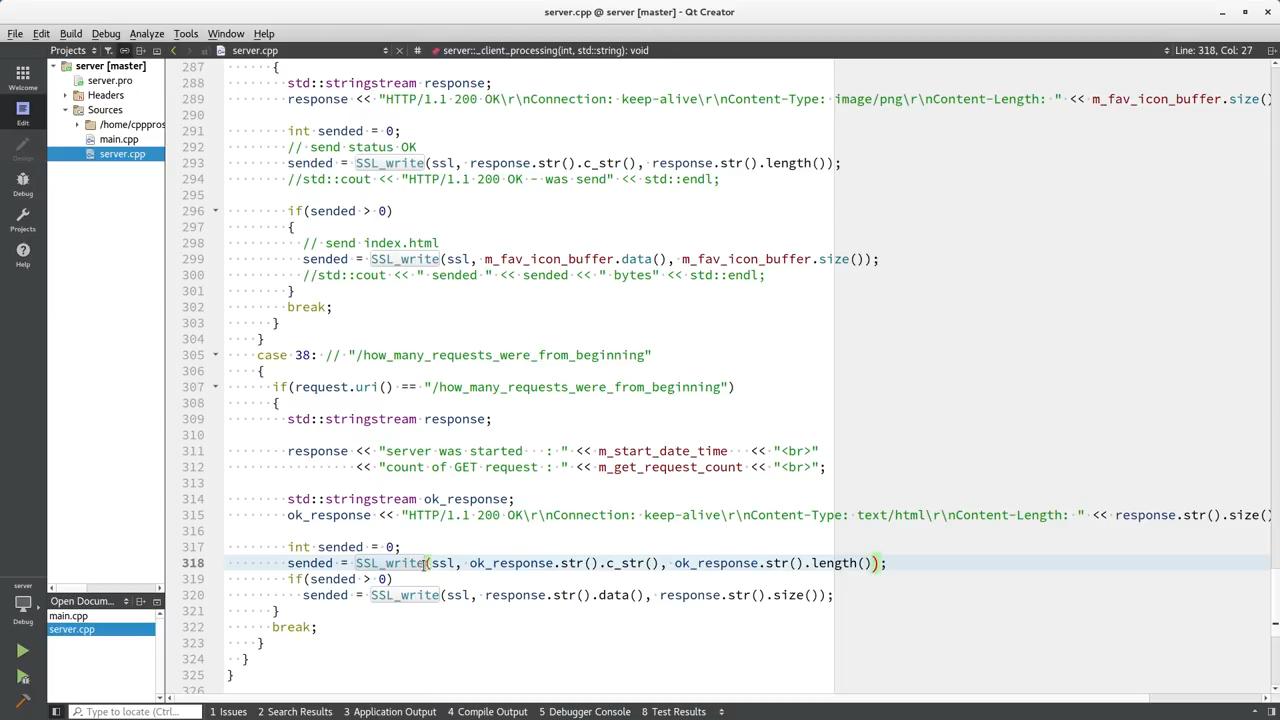 server.cpp @ server [master] - Qt Creator
File Edit Build Debug Analyze Tools Window Help
Projects server.cpp # server::_client_processing(int, std::string): void Line: 318, Col: 27
Welcome
Edit
Design
Debug
Projects
Help
server
Debug
server [master]
server.pro
Headers
Sources
/home/cpppros
main.cpp
server.cpp
Open Docum...
main.cpp
server.cpp
287 {
288 std::stringstream response;
289 response << "HTTP/1.1 200 OK\r\nConnection: keep-alive\r\nContent-Type: image/png\r\nContent-Length: " << m_fav_icon_buffer.size()
290
291 int sended = 0;
292 // send status OK
293 sended = SSL_write(ssl, response.str().c_str(), response.str().length());
294 //std::cout << "HTTP/1.1 200 OK - was send" << std::endl;
295
296 if(sended > 0)
297 {
298 // send index.html
299 sended = SSL_write(ssl, m_fav_icon_buffer.data(), m_fav_icon_buffer.size());
300 //std::cout << " sended " << sended << " bytes" << std::endl;
301 }
302 break;
303 }
304 }
305 case 38: // "/how_many_requests_were_from_beginning"
306 {
307 if(request.uri() == "/how_many_requests_were_from_beginning")
308 {
309 std::stringstream response;
310
311 response << "server was started   : " << m_start_date_time   << "<br>"
312 << "count of GET request : " << m_get_request_count << "<br>";
313
314 std::stringstream ok_response;
315 ok_response << "HTTP/1.1 200 OK\r\nConnection: keep-alive\r\nContent-Type: text/html\r\nContent-Length: " << response.str().size()
316
317 int sended = 0;
318 sended = SSL_write(ssl, ok_response.str().c_str(), ok_response.str().length());
319 if(sended > 0)
320 sended = SSL_write(ssl, response.str().data(), response.str().size());
321 }
322 break;
323 }
324 }
325 }
326
Type to locate (Ctrl... 1 Issues 2 Search Results 3 Application Output 4 Compile Output 5 Debugger Console 8 Test Results